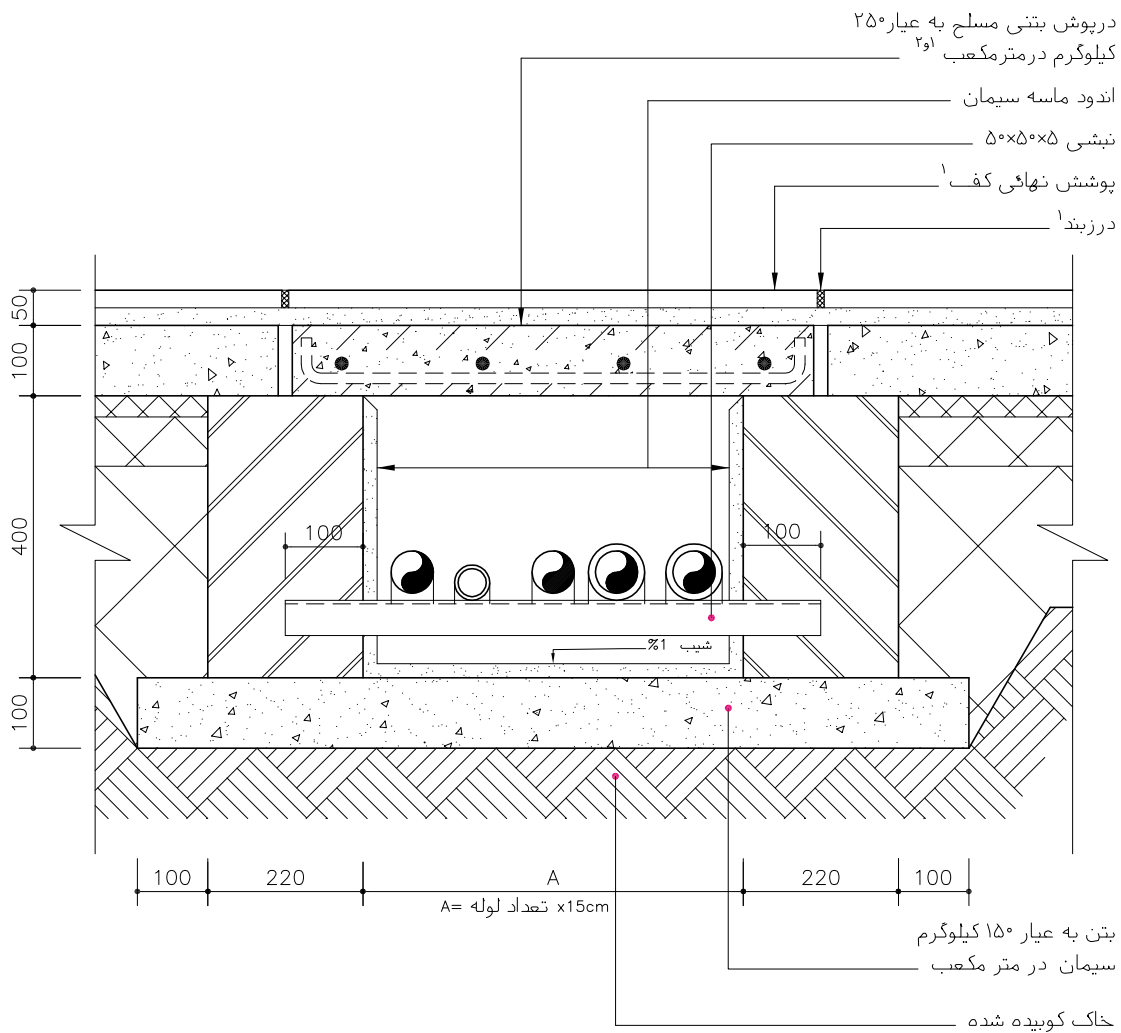 درپوش بتنی مسلح به عیار۲۵۰
کیلوگرم درمترمکعب ۱و۲
اندود ماسه سیمان
نبشی ۵×۵۰×۵۰
پوشش نهائی کف ۱
درزبند ۱
50
100
400
100
100
100
شیب 1%
100
220
A
220
100
A= تعداد لوله x15cm
بتن به عیار ۱۵۰ کیلوگرم
سیمان در متر مکعب
خاک کوبیده شده